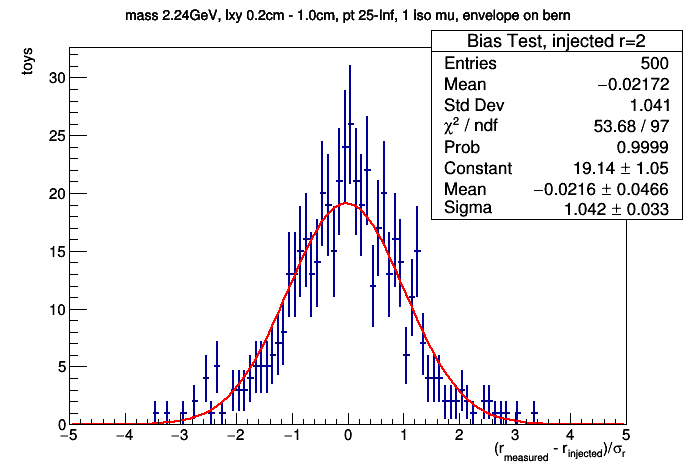 mass 2.24GeV, lxy 0.2cm - 1.0cm, pt 25-Inf, 1 Iso mu, envelope on bern
Bias Test, injected r=2
Entries 500
Mean −0.02172
Std Dev 1.041
χ² / ndf 53.68 / 97
Prob 0.9999
Constant 19.14 ± 1.05
Mean −0.0216 ± 0.0466
Sigma 1.042 ± 0.033
toys
30
25
20
15
10
5
0
−5 −4 −3 −2 −1 0 1 2 3 4 5
(r_measured - r_injected)/σ_r